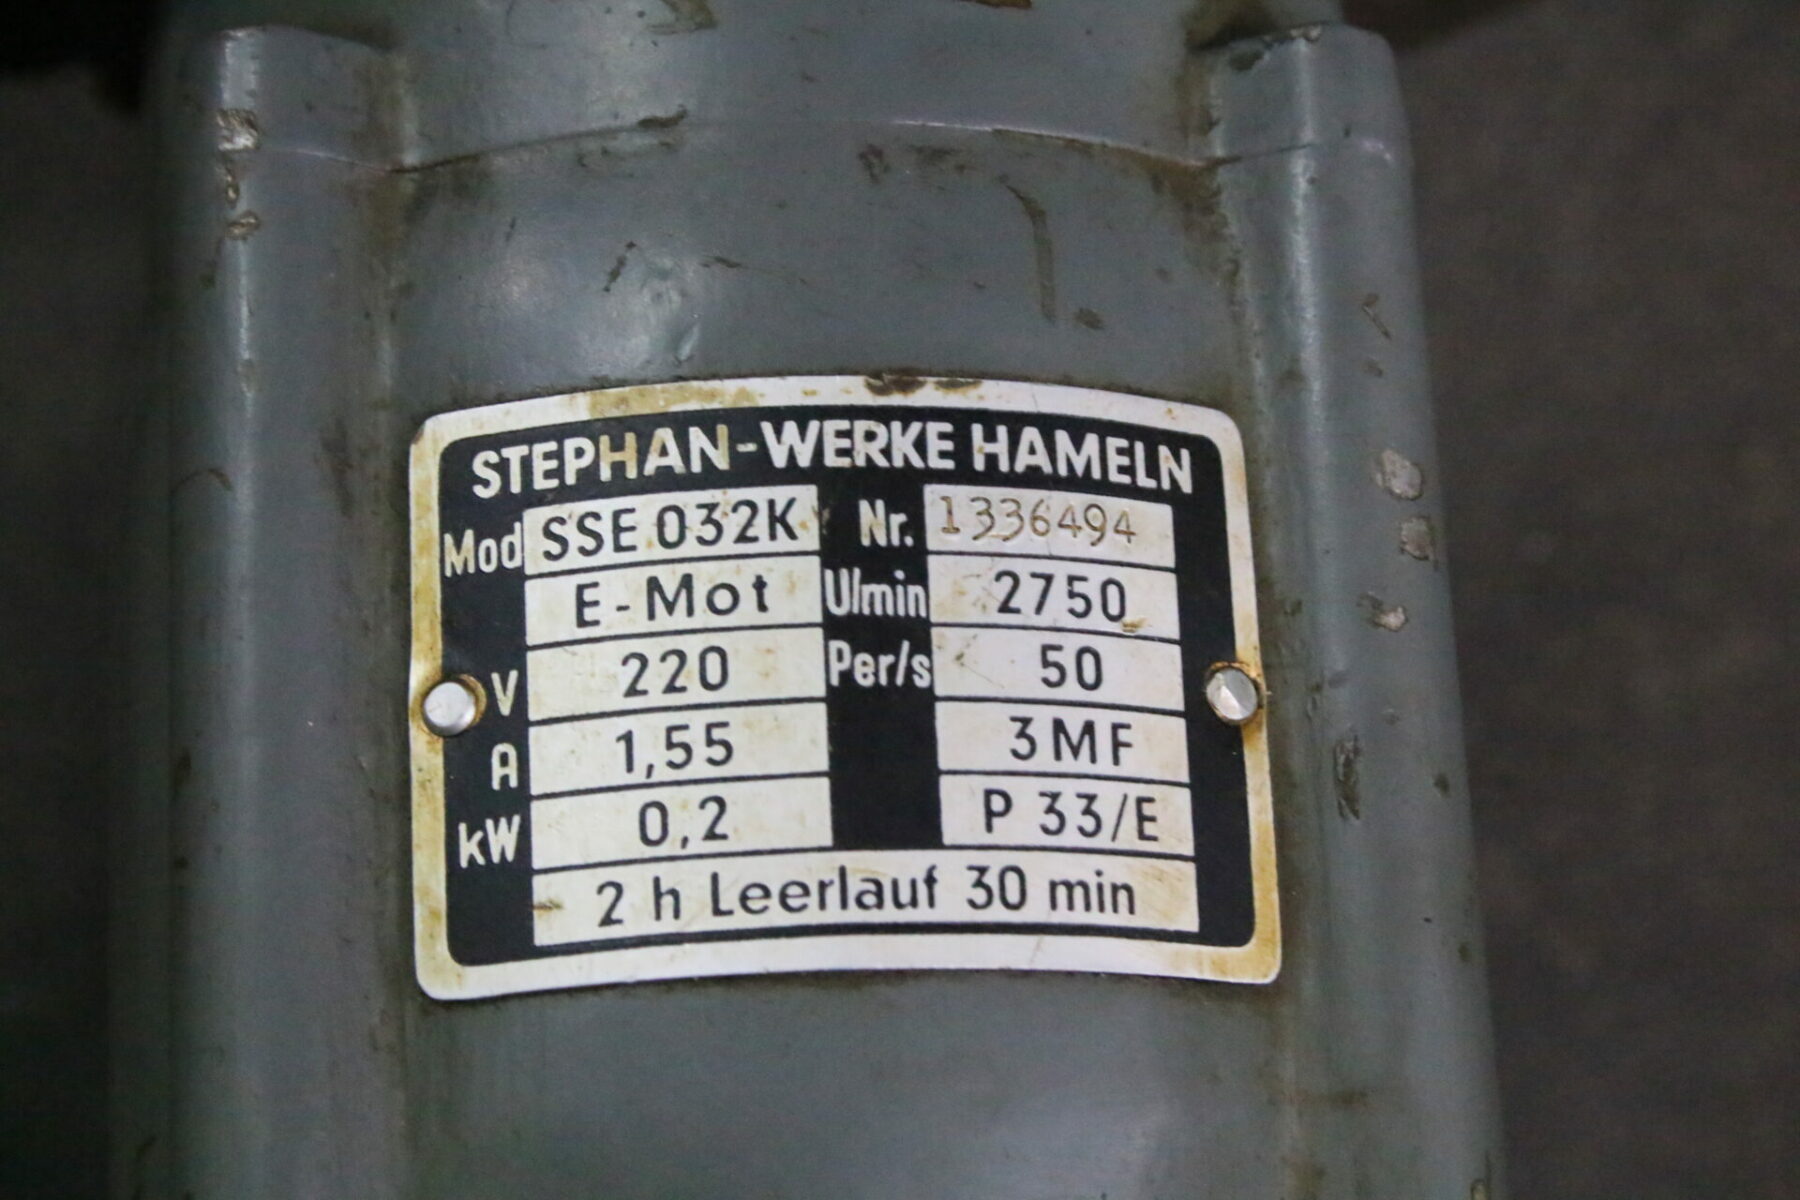 STEPHAN-WERKE HAMELN
Mod SSE 032K Nr. 1336494
E-Mot U/min 2750
V 220 Per/s 50
A 1,55 3MF
kW 0,2 P 33/E
2 h Leerlauf 30 min